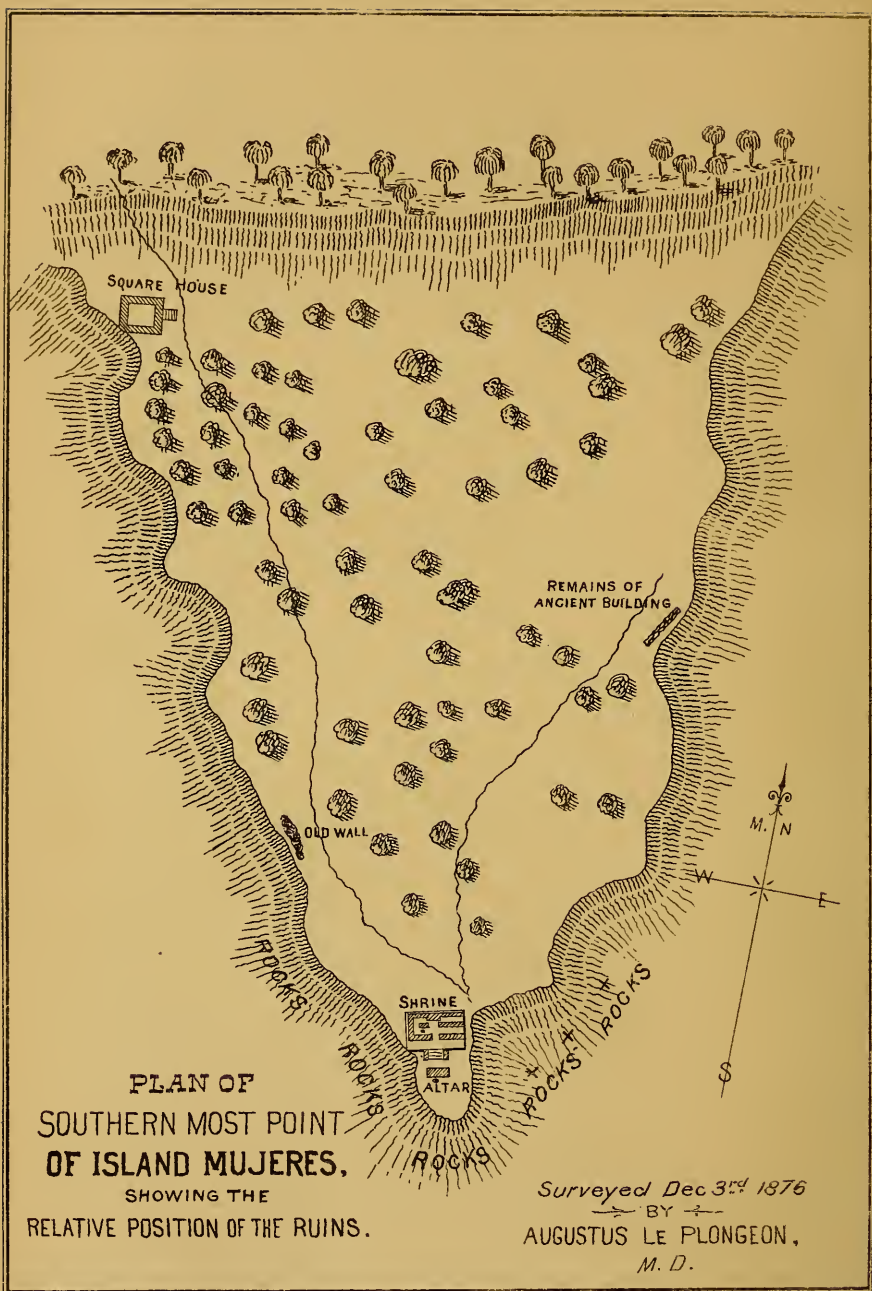 SQUARE HOUSE
REMAINS OF
ANCIENT BUILDING
OLD WALL
M. N
W
E
S
SHRINE
ALTAR
ROCKS
ROCKS
ROCKS
ROCKS
ROCKS
PLAN OF
SOUTHERN MOST POINT
OF ISLAND MUJERES,
SHOWING THE
RELATIVE POSITION OF THE RUINS.
Surveyed Dec 3rd 1876
BY
AUGUSTUS LE PLONGEON,
M. D.